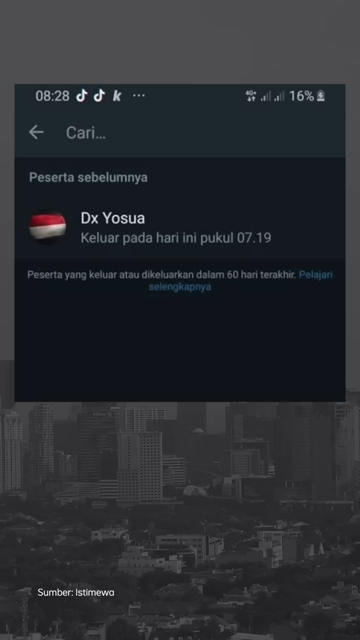 08:28
4G+
16%
Cari...
Peserta sebelumnya
Dx Yosua
Keluar pada hari ini pukul 07.19
Peserta yang keluar atau dikeluarkan dalam 60 hari terakhir. Pelajari
selengkapnya
Sumber: Istimewa